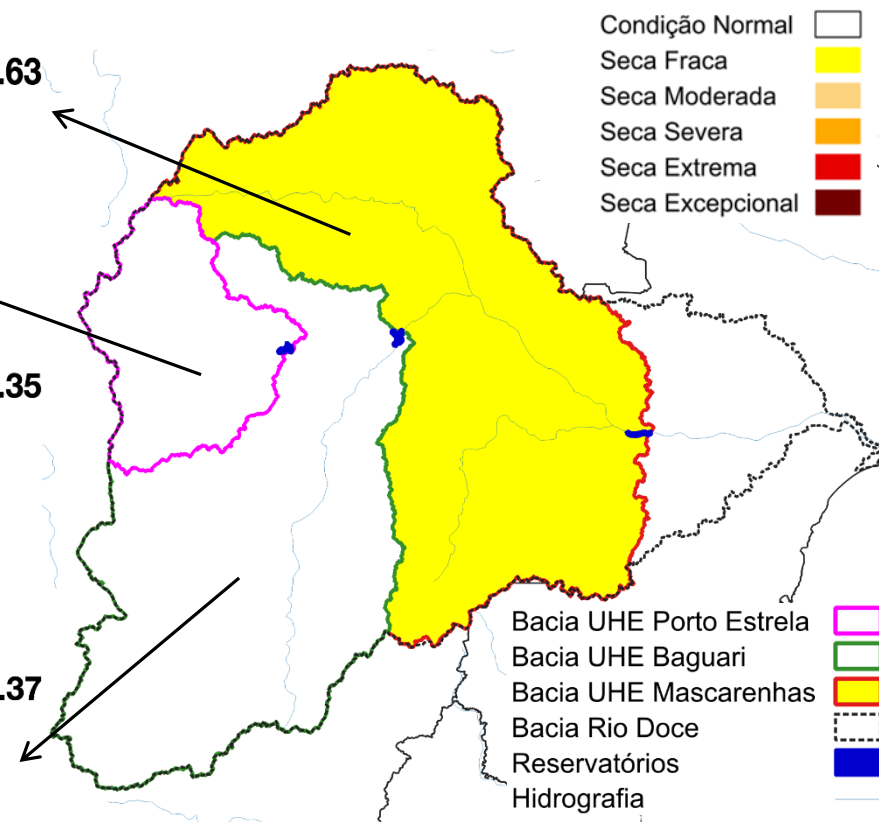 Condição Normal
Seca Fraca
Seca Moderada
Seca Severa
Seca Extrema
Seca Excepcional
.63
.35
.37
Bacia UHE Porto Estrela
Bacia UHE Baguari
Bacia UHE Mascarenhas
Bacia Rio Doce
Reservatórios
Hidrografia